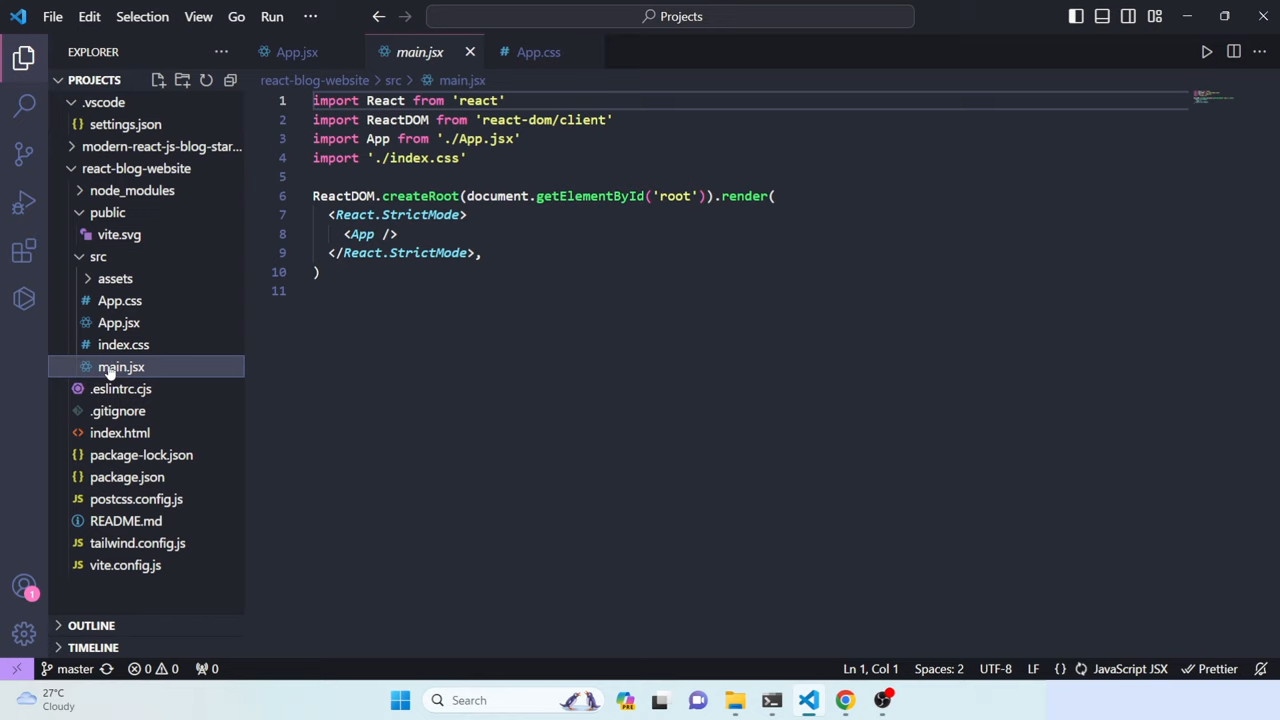 File Edit Selection View Go Run ··· Projects
EXPLORER ···
App.jsx main.jsx App.css
PROJECTS
react-blog-website > src > main.jsx
.vscode
settings.json
modern-react-js-blog-star...
react-blog-website
node_modules
public
vite.svg
src
assets
App.css
App.jsx
index.css
main.jsx
.eslintrc.cjs
.gitignore
index.html
package-lock.json
package.json
postcss.config.js
README.md
tailwind.config.js
vite.config.js
OUTLINE
TIMELINE
1 import React from 'react'
2 import ReactDOM from 'react-dom/client'
3 import App from './App.jsx'
4 import './index.css'
5
6 ReactDOM.createRoot(document.getElementById('root')).render(
7 <React.StrictMode>
8 <App />
9 </React.StrictMode>,
10 )
11
1
master 0 0 0 Ln 1, Col 1 Spaces: 2 UTF-8 LF {} JavaScript JSX Prettier
27°C
Cloudy
Search
PRE